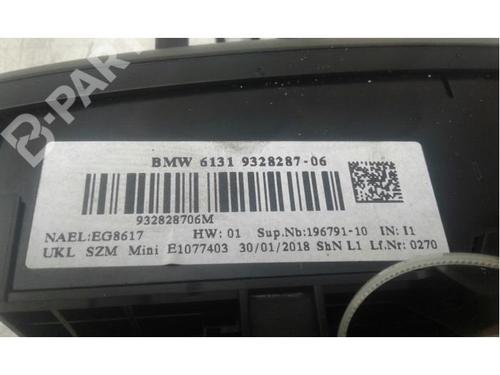 B-PARTS
BMW 6131 9328287-06
932828706M
NAEL:EG8617 HW: 01 Sup.Nb:196791-10 IN: I1
UKL SZM Mini E1077403 30/01/2018 ShN L1 Lf.Nr: 0270